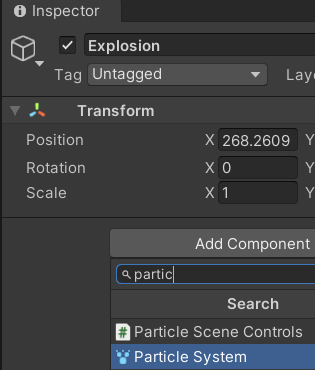 Inspector
Explosion
Tag Untagged
Transform
Position X 268.2609 Y
Rotation X 0 Y
Scale X 1 Y
Add Component
partic
Search
# Particle Scene Controls
Particle System